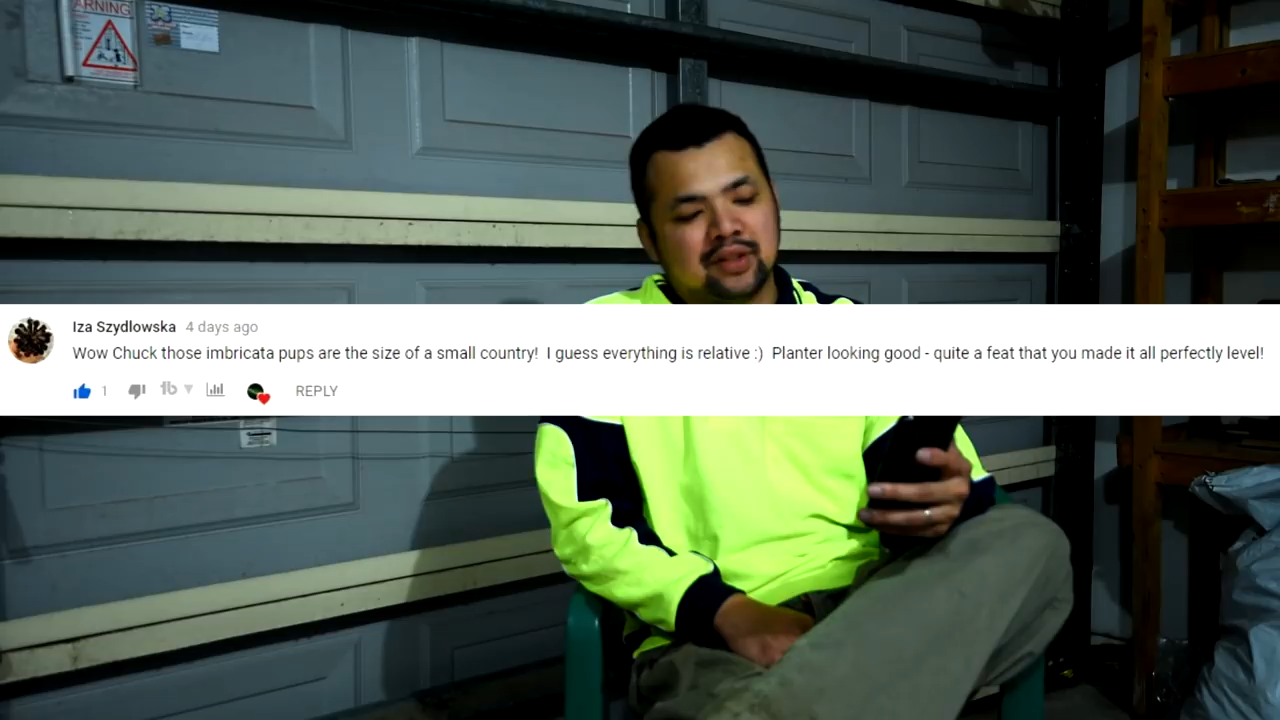 WARNING
Iza Szydlowska 4 days ago
Wow Chuck those imbricata pups are the size of a small country!  I guess everything is relative :)  Planter looking good - quite a feat that you made it all perfectly level!
1 REPLY